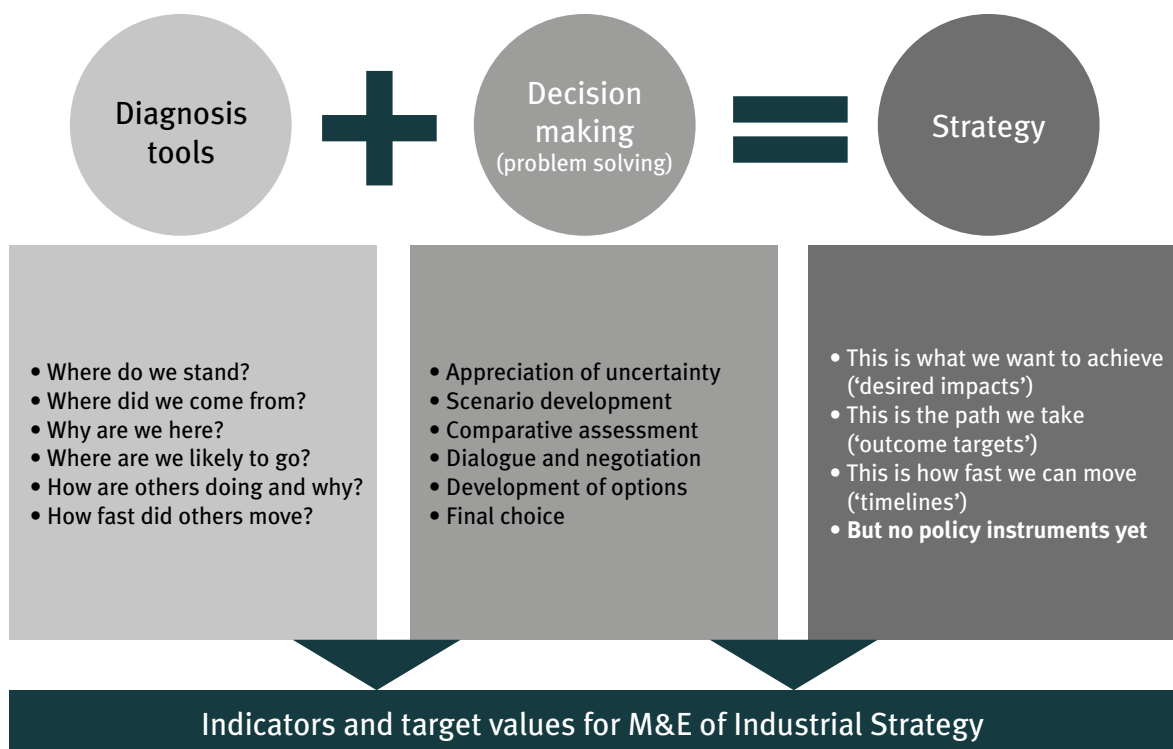 Diagnosis
tools
Decision
making
(problem solving)
Strategy
• Where do we stand?
• Where did we come from?
• Why are we here?
• Where are we likely to go?
• How are others doing and why?
• How fast did others move?
• Appreciation of uncertainty
• Scenario development
• Comparative assessment
• Dialogue and negotiation
• Development of options
• Final choice
• This is what we want to achieve
(‘desired impacts’)
• This is the path we take
(‘outcome targets’)
• This is how fast we can move
(‘timelines’)
• But no policy instruments yet
Indicators and target values for M&E of Industrial Strategy